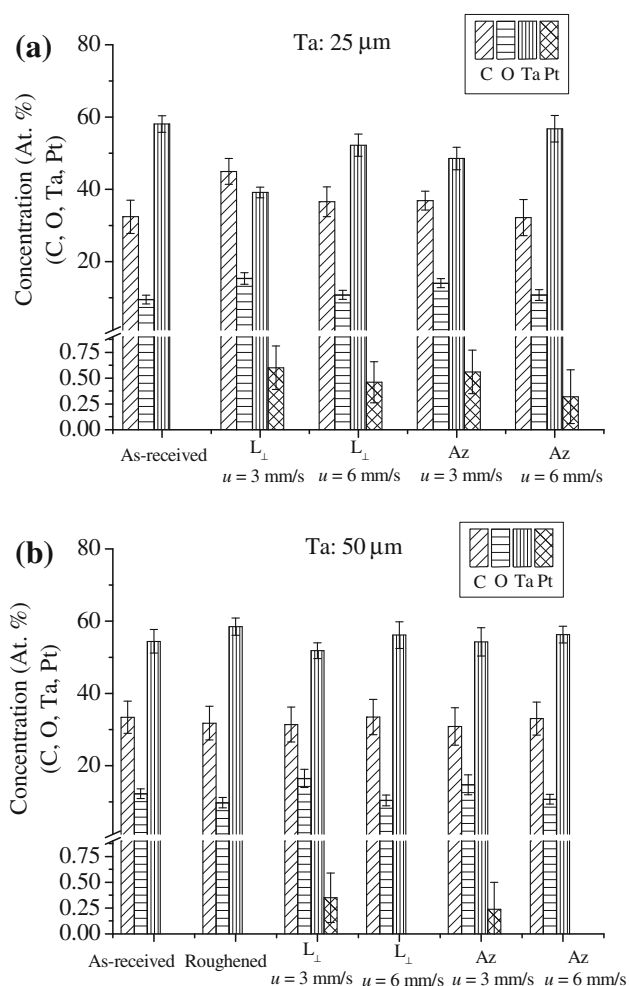 (a)
Ta: 25 μm
C O Ta Pt
Concentration (At. %)
(C, O, Ta, Pt)
80
60
40
20
0.75
0.50
0.25
0.00
As-received
L⊥
u = 3 mm/s
L⊥
u = 6 mm/s
Az
u = 3 mm/s
Az
u = 6 mm/s
(b)
Ta: 50 μm
C O Ta Pt
Concentration (At. %)
(C, O, Ta, Pt)
80
60
40
20
0.75
0.50
0.25
0.00
As-received
Roughened
L⊥
u = 3 mm/s
L⊥
u = 6 mm/s
Az
u = 3 mm/s
Az
u = 6 mm/s